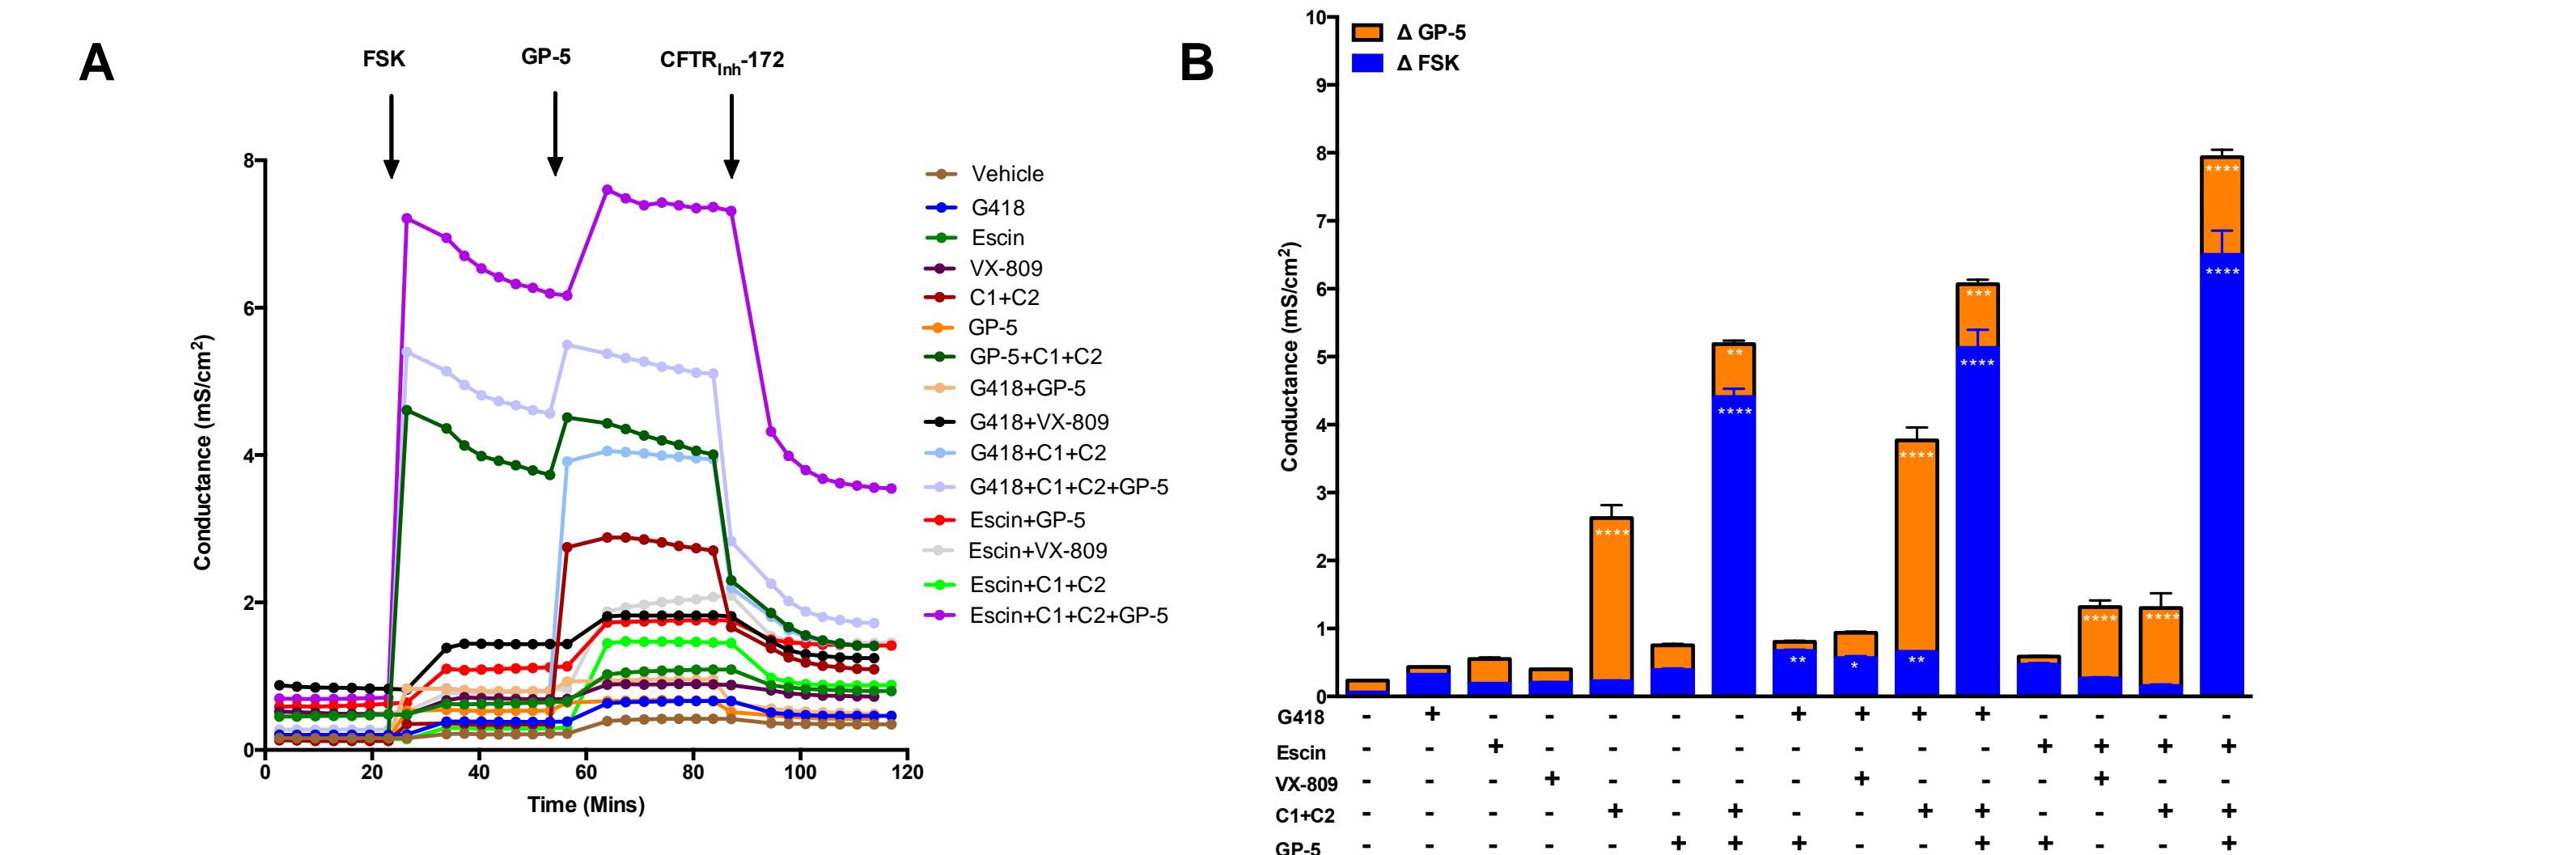 A
FSK
GP-5
CFTRInh-172
Conductance (mS/cm2)
8
6
4
2
0
0 20 40 60 80 100 120
Time (Mins)
Vehicle
G418
Escin
VX-809
C1+C2
GP-5
GP-5+C1+C2
G418+GP-5
G418+VX-809
G418+C1+C2
G418+C1+C2+GP-5
Escin+GP-5
Escin+VX-809
Escin+C1+C2
Escin+C1+C2+GP-5
B
Δ GP-5
Δ FSK
Conductance (mS/cm2)
10
9
8
7
6
5
4
3
2
1
0
****
**
****
**
*
****
**
***
****
****
****
****
****
G418 - + - - - - - + + + + - - - -
Escin - - + - - - - - - - - + + + +
VX-809 - - - + - - - - + - - - + - -
C1+C2 - - - - + - + - - + + - - + +
GP-5 - - - - - + + + - - + + - - +